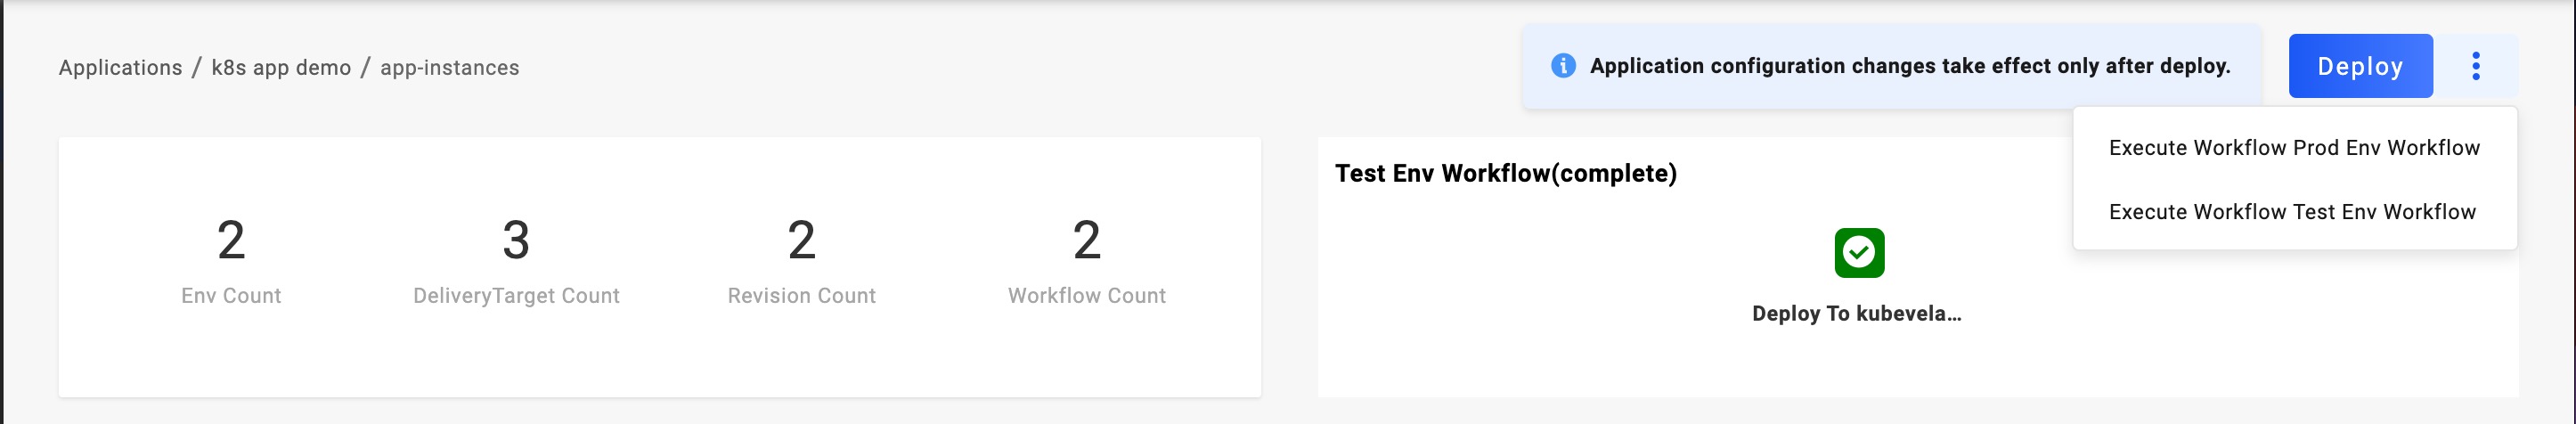 Applications / k8s app demo / app-instances
Application configuration changes take effect only after deploy.
Deploy
Execute Workflow Prod Env Workflow
Execute Workflow Test Env Workflow
2
Env Count
3
DeliveryTarget Count
2
Revision Count
2
Workflow Count
Test Env Workflow(complete)
Deploy To kubevela...